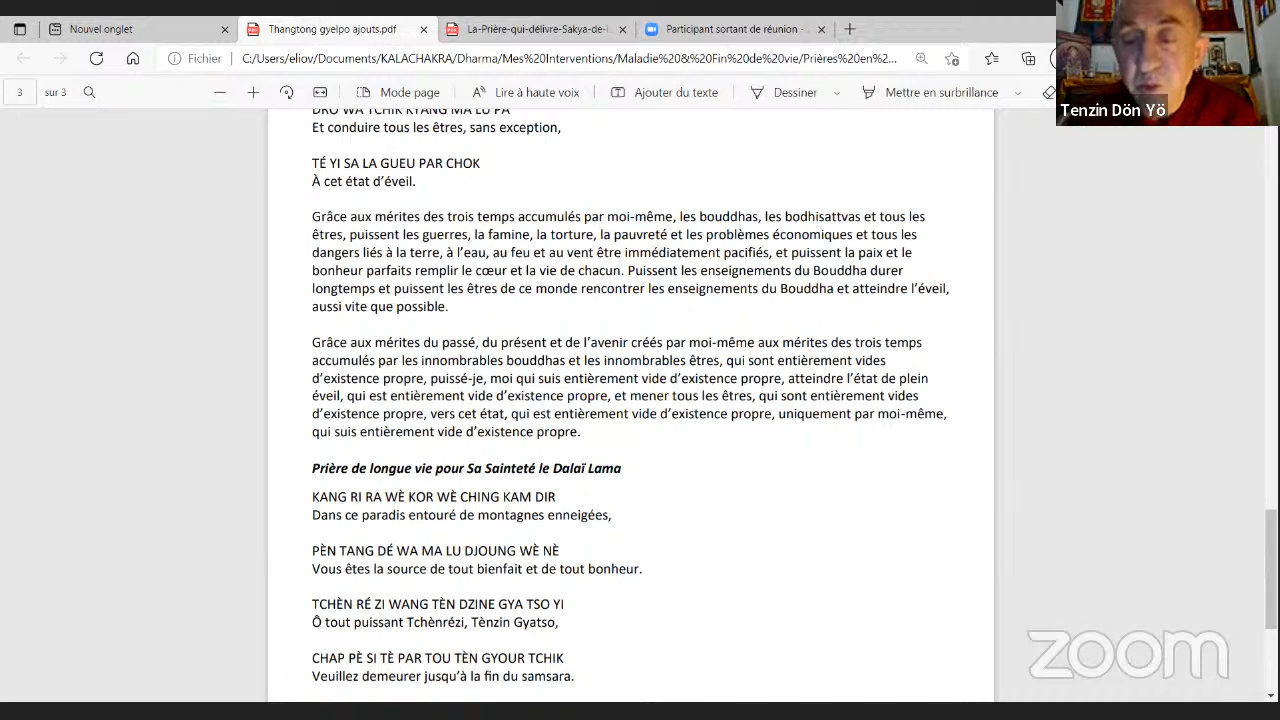 Nouvel onglet
Thangtong gyelpo ajouts.pdf
La-Prière-qui-délivre-Sakya-de-
Participant sortant de réunion -
Fichier
C:/Users/eliov/Documents/KALACHAKRA/Dharma/Mes%20Interventions/Maladie%20&%20Fin%20de%20vie/Prières%20en%2...
3
sur 3
Mode page
Lire à haute voix
Ajouter du texte
Dessiner
Mettre en surbrillance
Tenzin Dön Yö
DRO WA TCHIK KYANG MA LU PA
Et conduire tous les êtres, sans exception,
TÉ YI SA LA GUEU PAR CHOK
À cet état d’éveil.
Grâce aux mérites des trois temps accumulés par moi-même, les bouddhas, les bodhisattvas et tous les
êtres, puissent les guerres, la famine, la torture, la pauvreté et les problèmes économiques et tous les
dangers liés à la terre, à l’eau, au feu et au vent être immédiatement pacifiés, et puissent la paix et le
bonheur parfaits remplir le cœur et la vie de chacun. Puissent les enseignements du Bouddha durer
longtemps et puissent les êtres de ce monde rencontrer les enseignements du Bouddha et atteindre l’éveil,
aussi vite que possible.
Grâce aux mérites du passé, du présent et de l’avenir créés par moi-même aux mérites des trois temps
accumulés par les innombrables bouddhas et les innombrables êtres, qui sont entièrement vides
d’existence propre, puissé-je, moi qui suis entièrement vide d’existence propre, atteindre l’état de plein
éveil, qui est entièrement vide d’existence propre, et mener tous les êtres, qui sont entièrement vides
d’existence propre, vers cet état, qui est entièrement vide d’existence propre, uniquement par moi-même,
qui suis entièrement vide d’existence propre.
Prière de longue vie pour Sa Sainteté le Dalaï Lama
KANG RI RA WÈ KOR WÈ CHING KAM DIR
Dans ce paradis entouré de montagnes enneigées,
PÈN TANG DÉ WA MA LU DJOUNG WÈ NÈ
Vous êtes la source de tout bienfait et de tout bonheur.
TCHÈN RÉ ZI WANG TÈN DZINE GYA TSO YI
Ô tout puissant Tchènrézi, Tènzin Gyatso,
CHAP PÈ SI TÈ PAR TOU TÈN GYOUR TCHIK
Veuillez demeurer jusqu’à la fin du samsara.
zoom